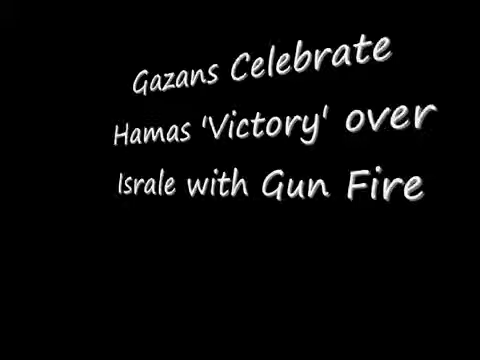 Gazans Celebrate
Hamas 'Victory' over
Israle with Gun Fire